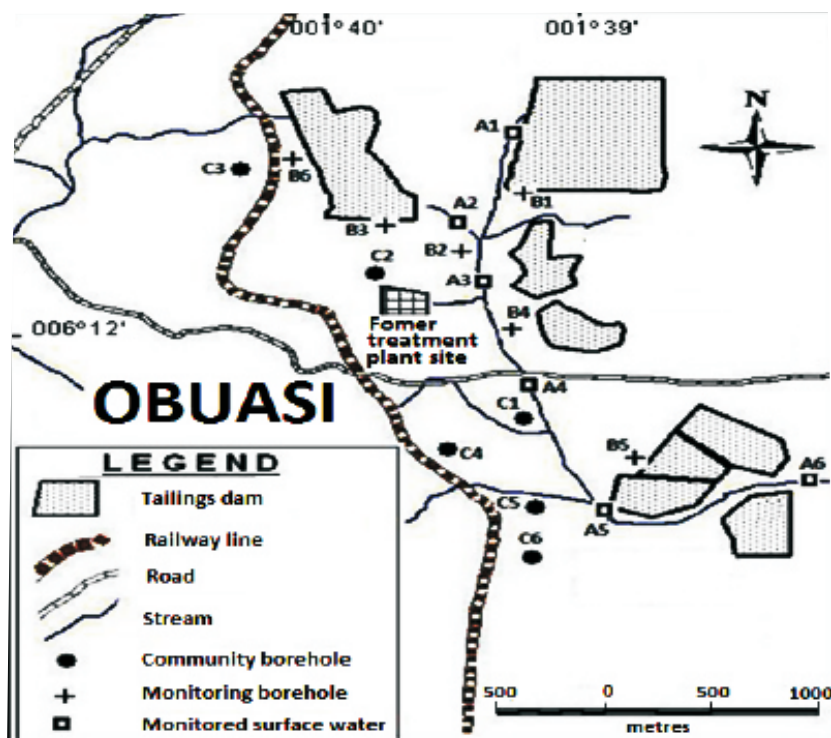 001°40'
001°39'
N
A1
C3
B6
B1
A2
B3
B2
C2
A3
B4
Fomer
treatment
plant site
006°12'
OBUASI
A4
C1
C4
B5
A6
C5
A5
C6
LEGEND
Tailings dam
Railway line
Road
Stream
Community borehole
Monitoring borehole
Monitored surface water
500 0 500 1000
metres